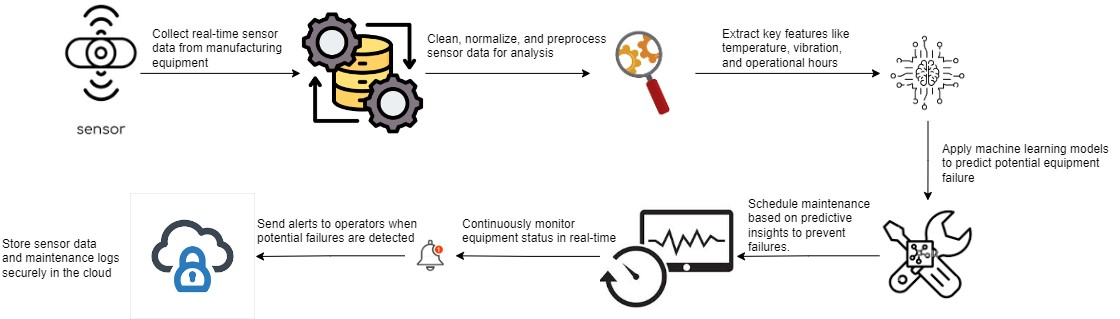 Collect real-time sensor
data from manufacturing
equipment
Clean, normalize, and preprocess
sensor data for analysis
Extract key features like
temperature, vibration,
and operational hours
sensor
Apply machine learning models
to predict potential equipment
failure
Schedule maintenance
based on predictive
insights to prevent
failures.
Continuously monitor
equipment status in real-time
1
Send alerts to operators when
potential failures are detected
Store sensor data
and maintenance logs
securely in the cloud